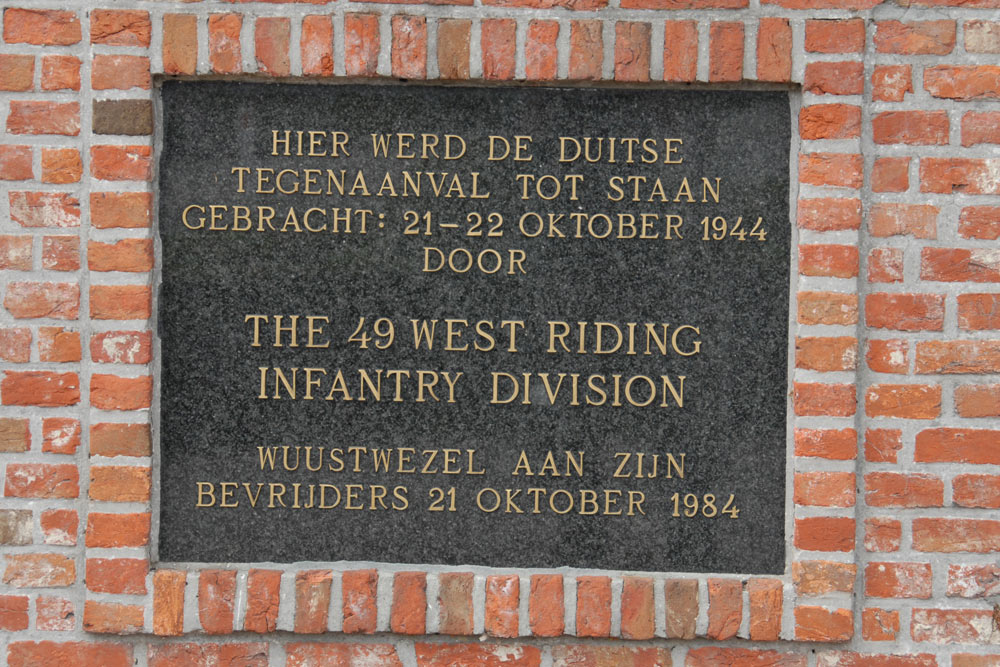 HIER WERD DE DUITSE
TEGENAANVAL TOT STAAN
GEBRACHT: 21-22 OKTOBER 1944
DOOR
THE 49 WEST RIDING
INFANTRY DIVISION
WUUSTWEZEL AAN ZIJN
BEVRIJDERS 21 OKTOBER 1984